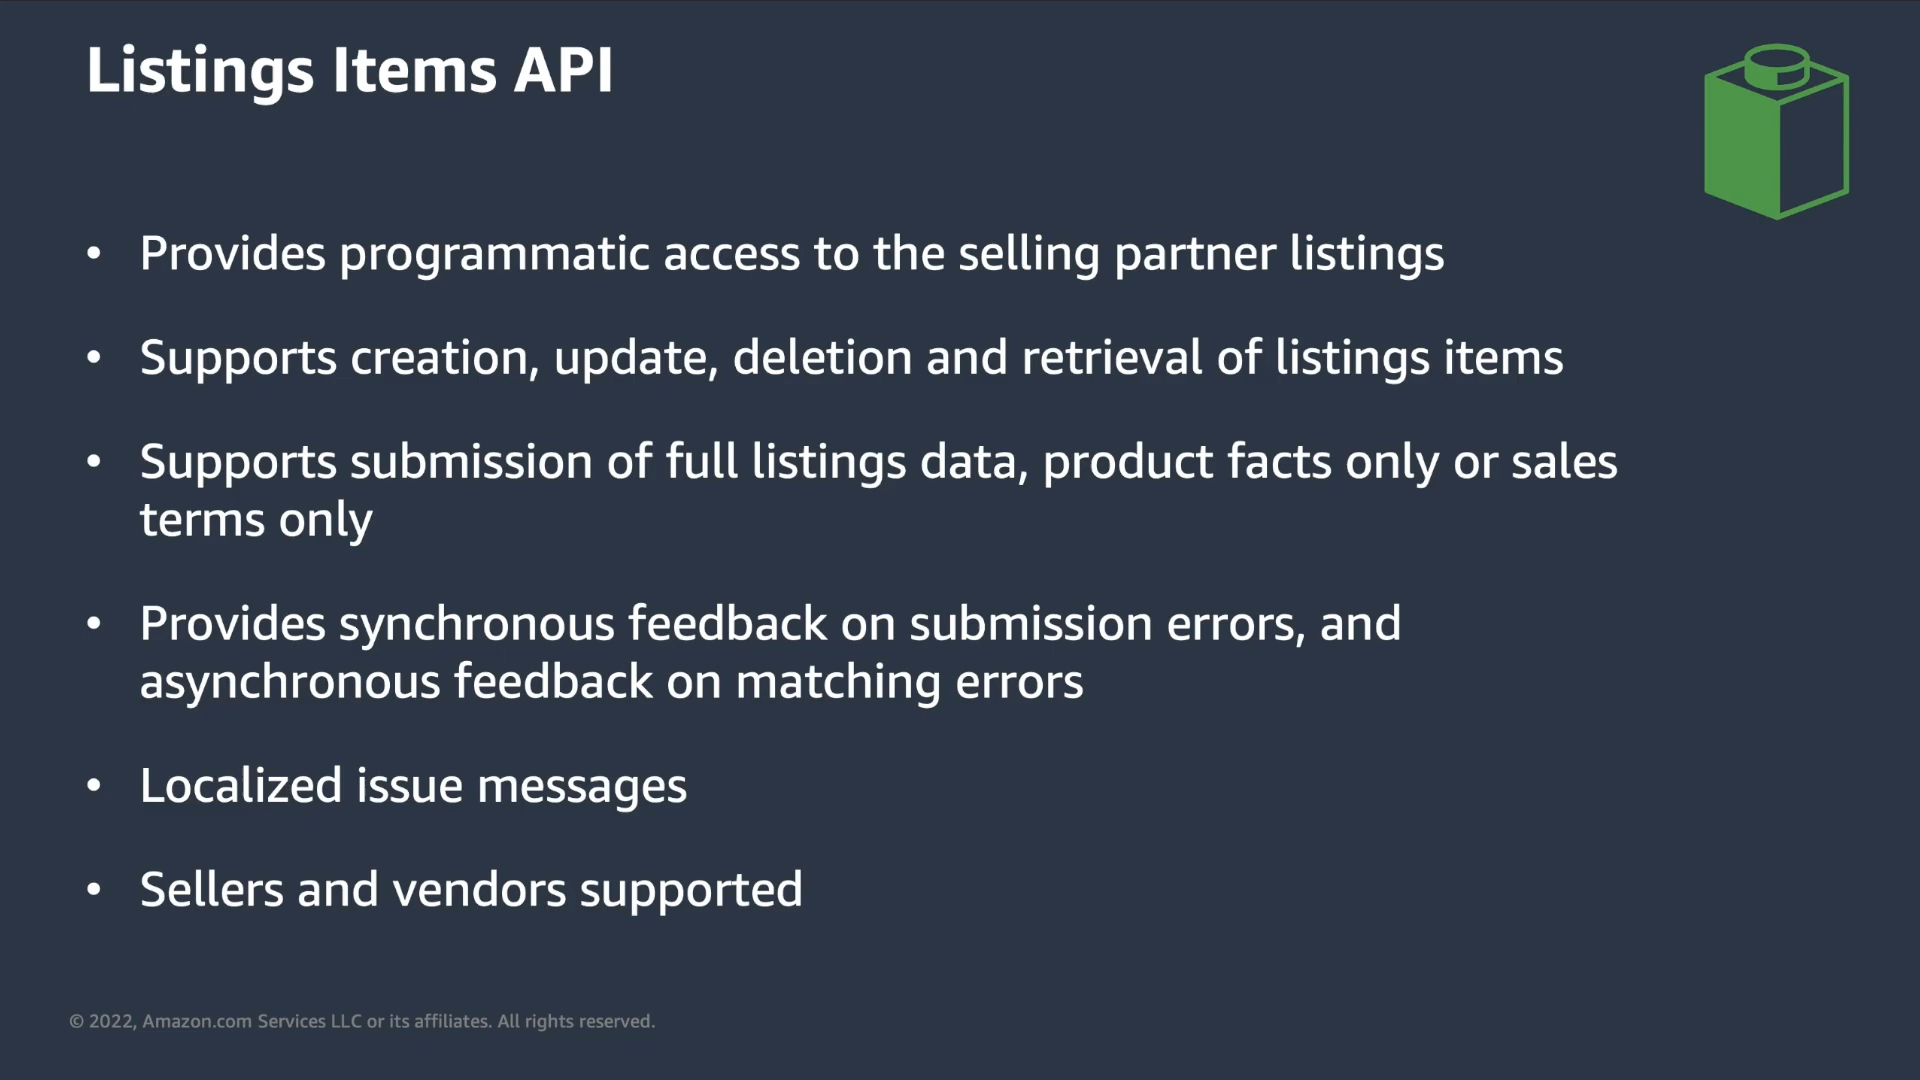 Listings Items API
• Provides programmatic access to the selling partner listings
• Supports creation, update, deletion and retrieval of listings items
• Supports submission of full listings data, product facts only or sales
terms only
• Provides synchronous feedback on submission errors, and
asynchronous feedback on matching errors
• Localized issue messages
• Sellers and vendors supported
© 2022, Amazon.com Services LLC or its affiliates. All rights reserved.